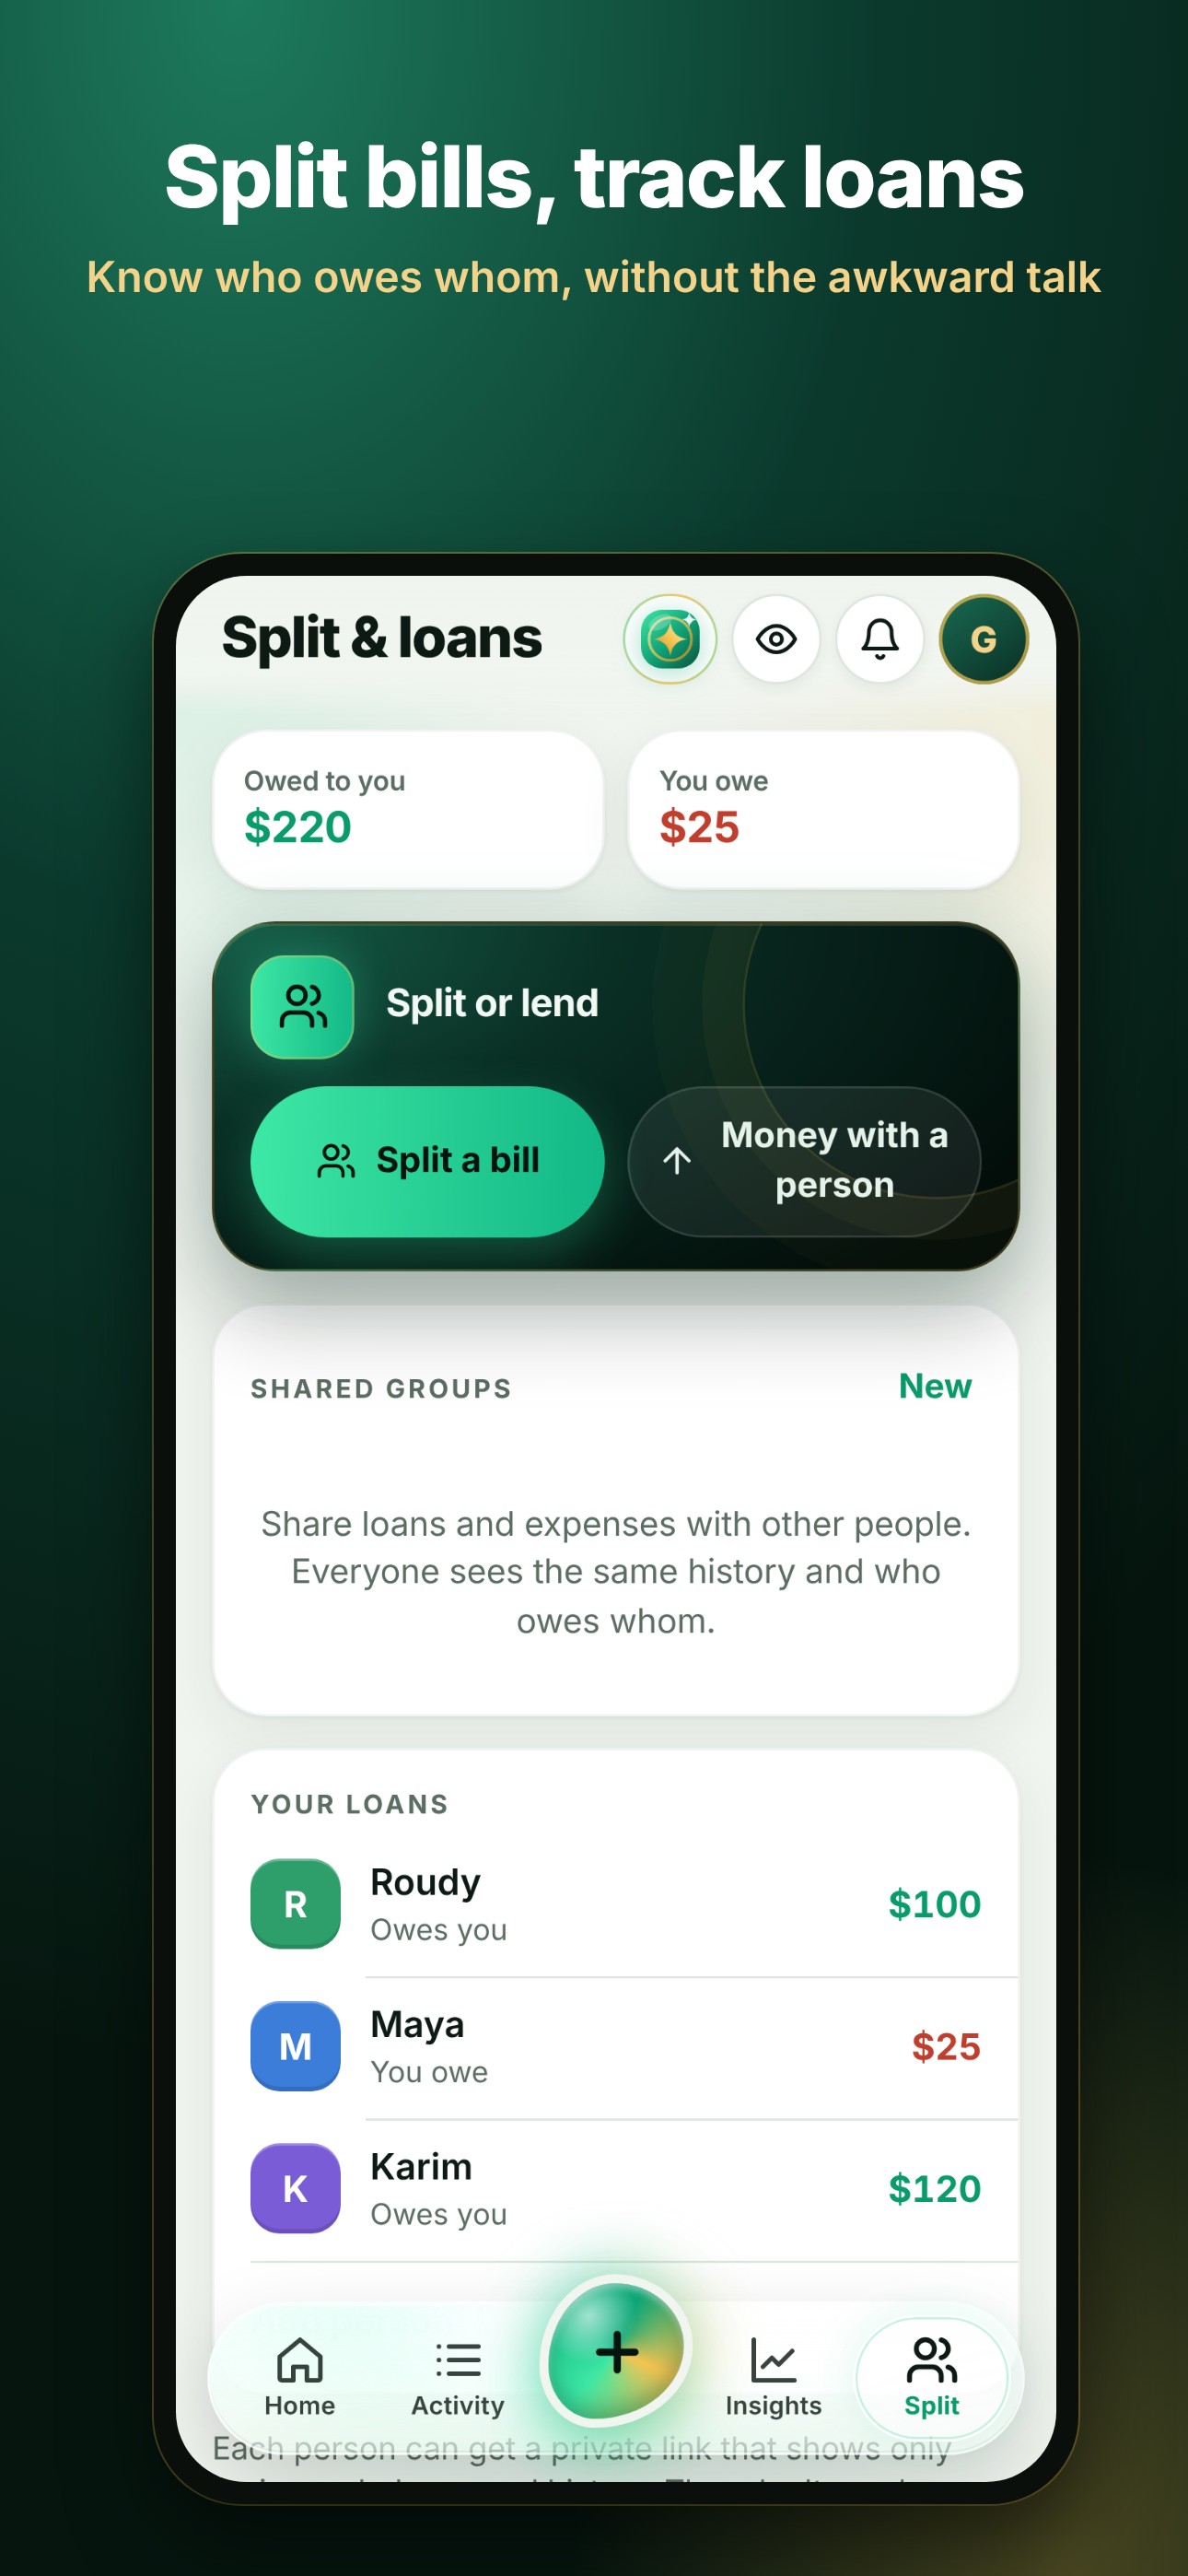 Split bills, track loans
Know who owes whom, without the awkward talk
Split & loans
G
Owed to you
$220
You owe
$25
Split or lend
Split a bill
Money with a
person
SHARED GROUPS
New
Share loans and expenses with other people.
Everyone sees the same history and who
owes whom.
YOUR LOANS
R
Roudy
Owes you
$100
M
Maya
You owe
$25
K
Karim
Owes you
$120
Home
Activity
Insights
Split
Each person can get a private link that shows only